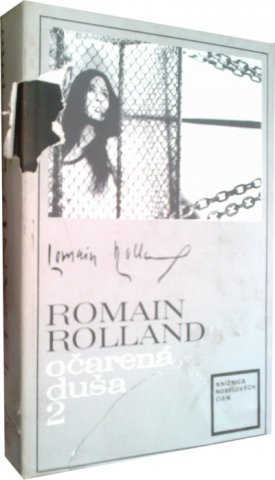 Romain Rolland
ROMAIN
ROLLAND
očarená
duša
2
KNIŽNICA
NOBELOVÝCH
CIEN